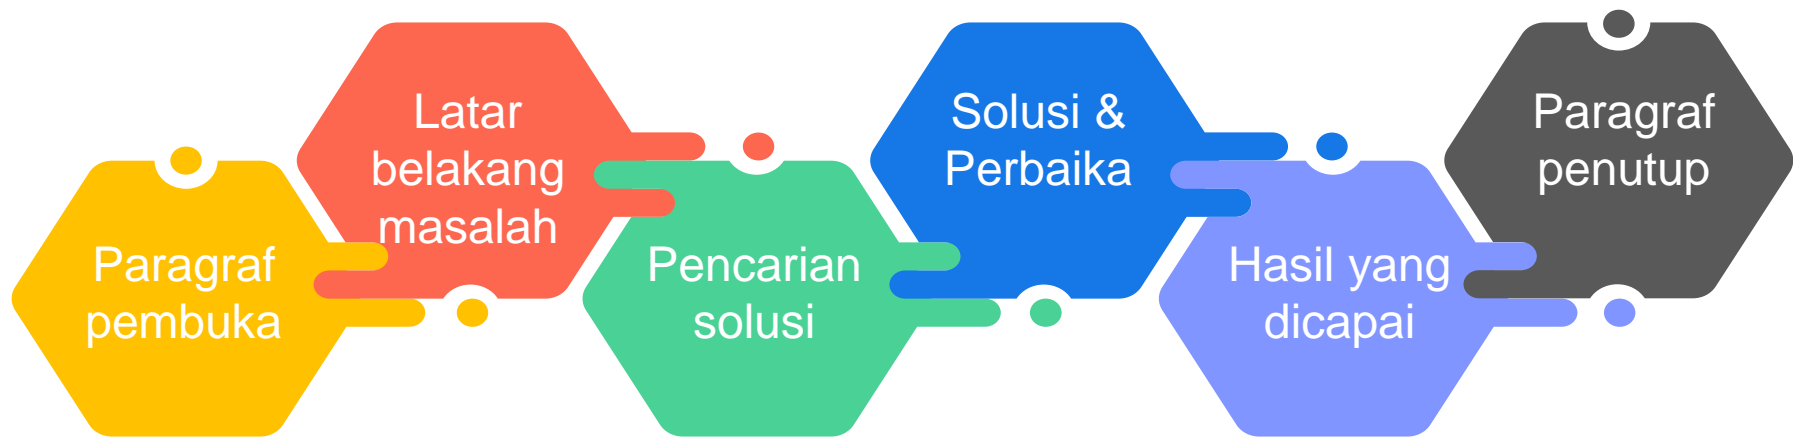 Paragraf
pembuka
Latar
belakang
masalah
Pencarian
solusi
Solusi &
Perbaika
Hasil yang
dicapai
Paragraf
penutup